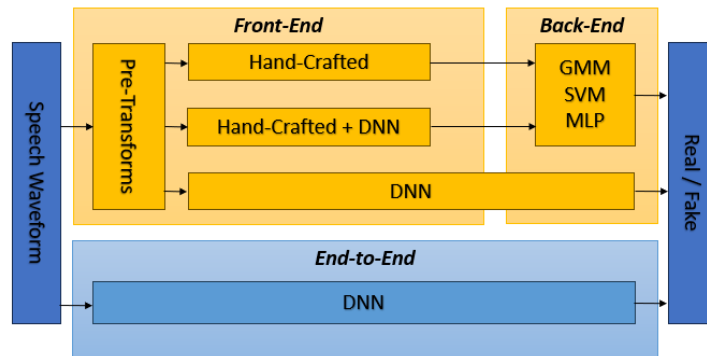 Front-End
Back-End
Speech Waveform
Pre-Transforms
Hand-Crafted
Hand-Crafted + DNN
DNN
GMM
SVM
MLP
Real / Fake
End-to-End
DNN